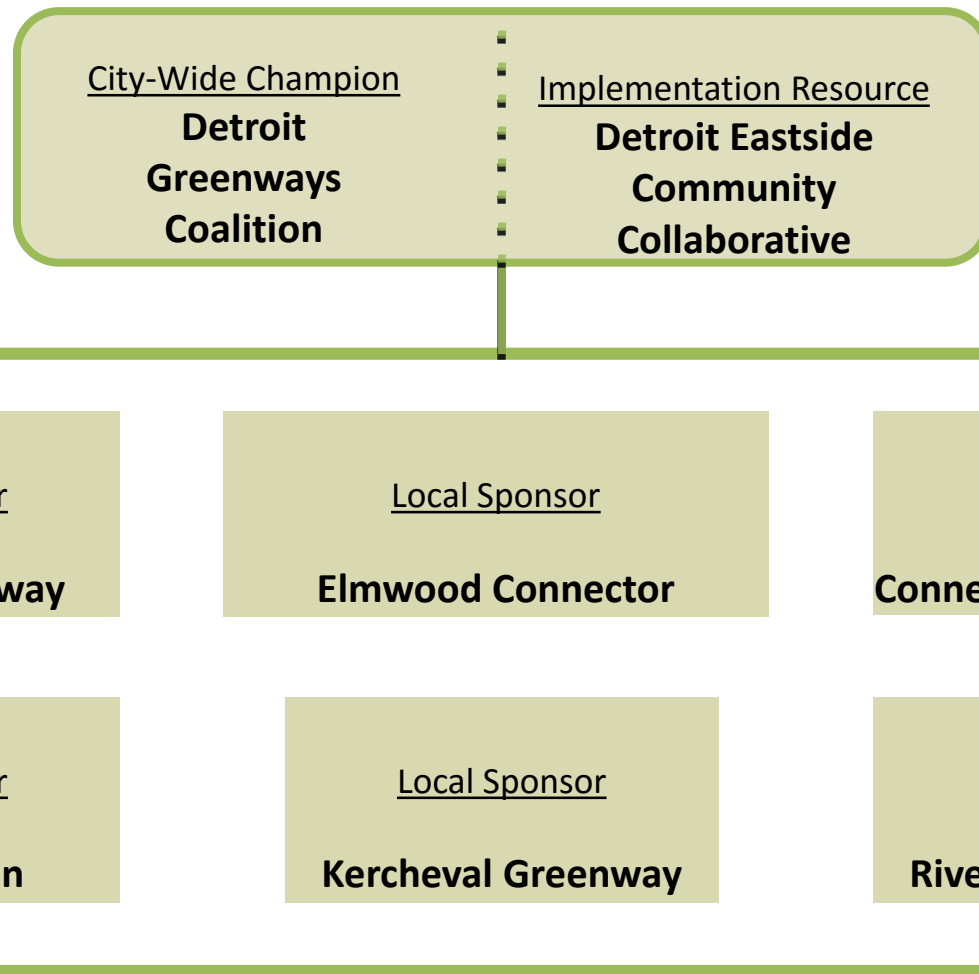 City-Wide Champion
Detroit
Greenways
Coalition
Implementation Resource
Detroit Eastside
Community
Collaborative
Local Sponsor
Elmwood Connector
Local Sponsor
Kercheval Greenway